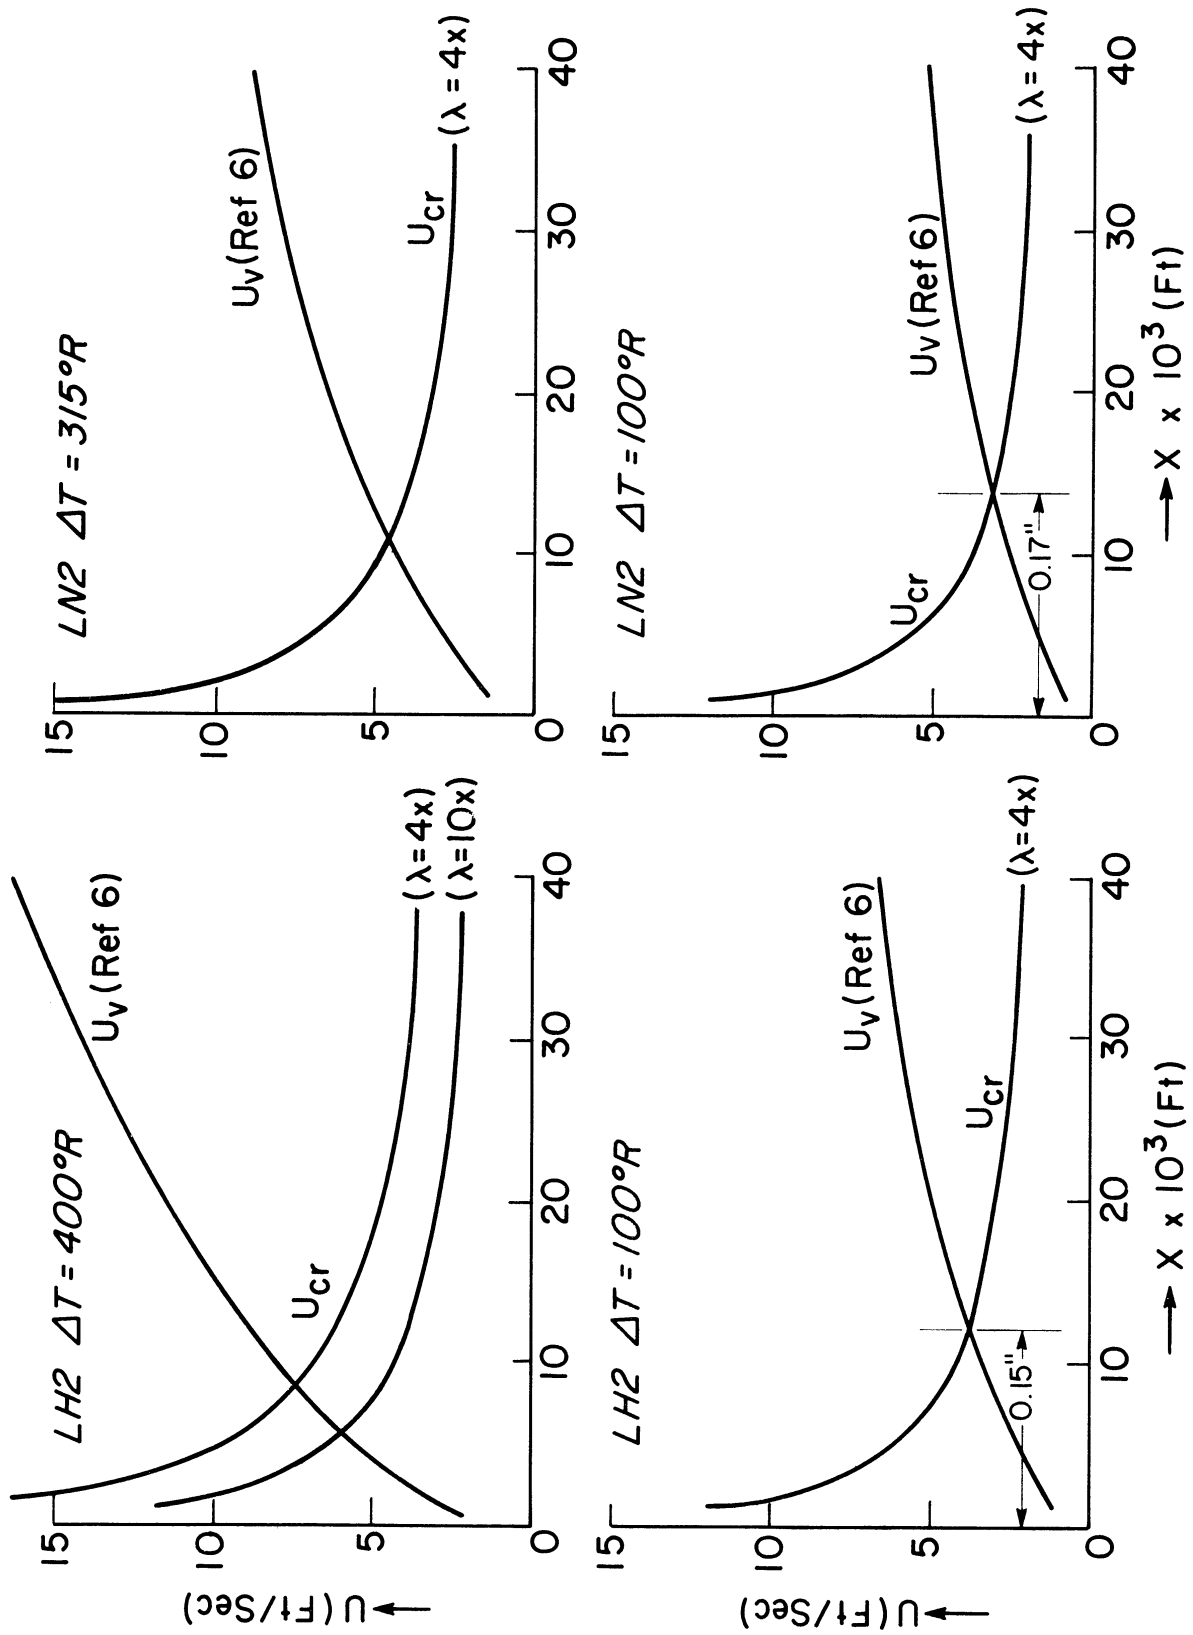 LH2 ΔT = 400°R
15
10
5
0
10
20
30
40
U (Ft/Sec)
Uv (Ref 6)
Ucr
(λ=4x)
(λ=10x)
LN2 ΔT = 315°R
15
10
5
0
10
20
30
40
Uv (Ref 6)
Ucr
(λ = 4x)
LH2 ΔT = 100°R
15
10
5
0
10
20
30
40
U (Ft/Sec)
X x 10³ (Ft)
Uv (Ref 6)
Ucr
(λ=4x)
0.15"
LN2 ΔT = 100°R
15
10
5
0
10
20
30
40
X x 10³ (Ft)
Uv (Ref 6)
Ucr
(λ = 4x)
0.17"